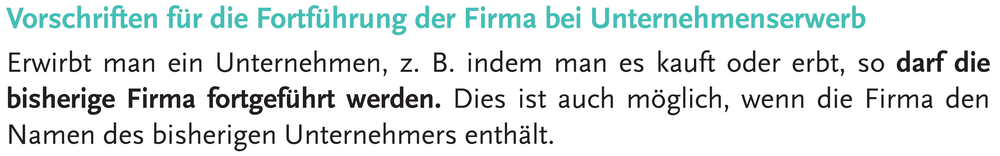 Vorschriften für die Fortführung der Firma bei Unternehmenserwerb
Erwirbt man ein Unternehmen, z. B. indem man es kauft oder erbt, so darf die
bisherige Firma fortgeführt werden. Dies ist auch möglich, wenn die Firma den
Namen des bisherigen Unternehmers enthält.